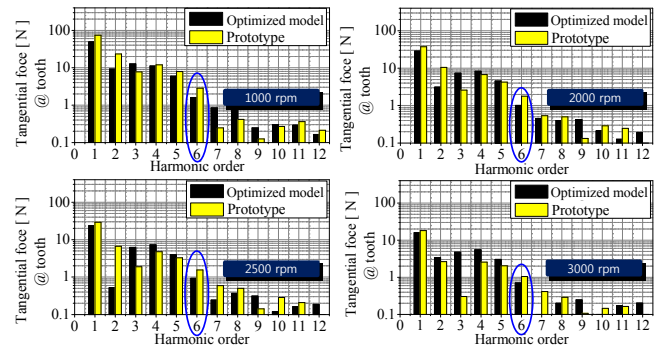 Tangential foce [ N ]
@ tooth
100
10
1
0.1
Optimized model
Prototype
1000 rpm
0 1 2 3 4 5 6 7 8 9 10 11 12
Harmonic order
Tangential foce [ N ]
@ tooth
100
10
1
0.1
Optimized model
Prototype
2000 rpm
0 1 2 3 4 5 6 7 8 9 10 11 12
Harmonic order
Tangential foce [ N ]
@ tooth
100
10
1
0.1
Optimized model
Prototype
2500 rpm
0 1 2 3 4 5 6 7 8 9 10 11 12
Harmonic order
Tangential foce [ N ]
@ tooth
100
10
1
0.1
Optimized model
Prototype
3000 rpm
0 1 2 3 4 5 6 7 8 9 10 11 12
Harmonic order